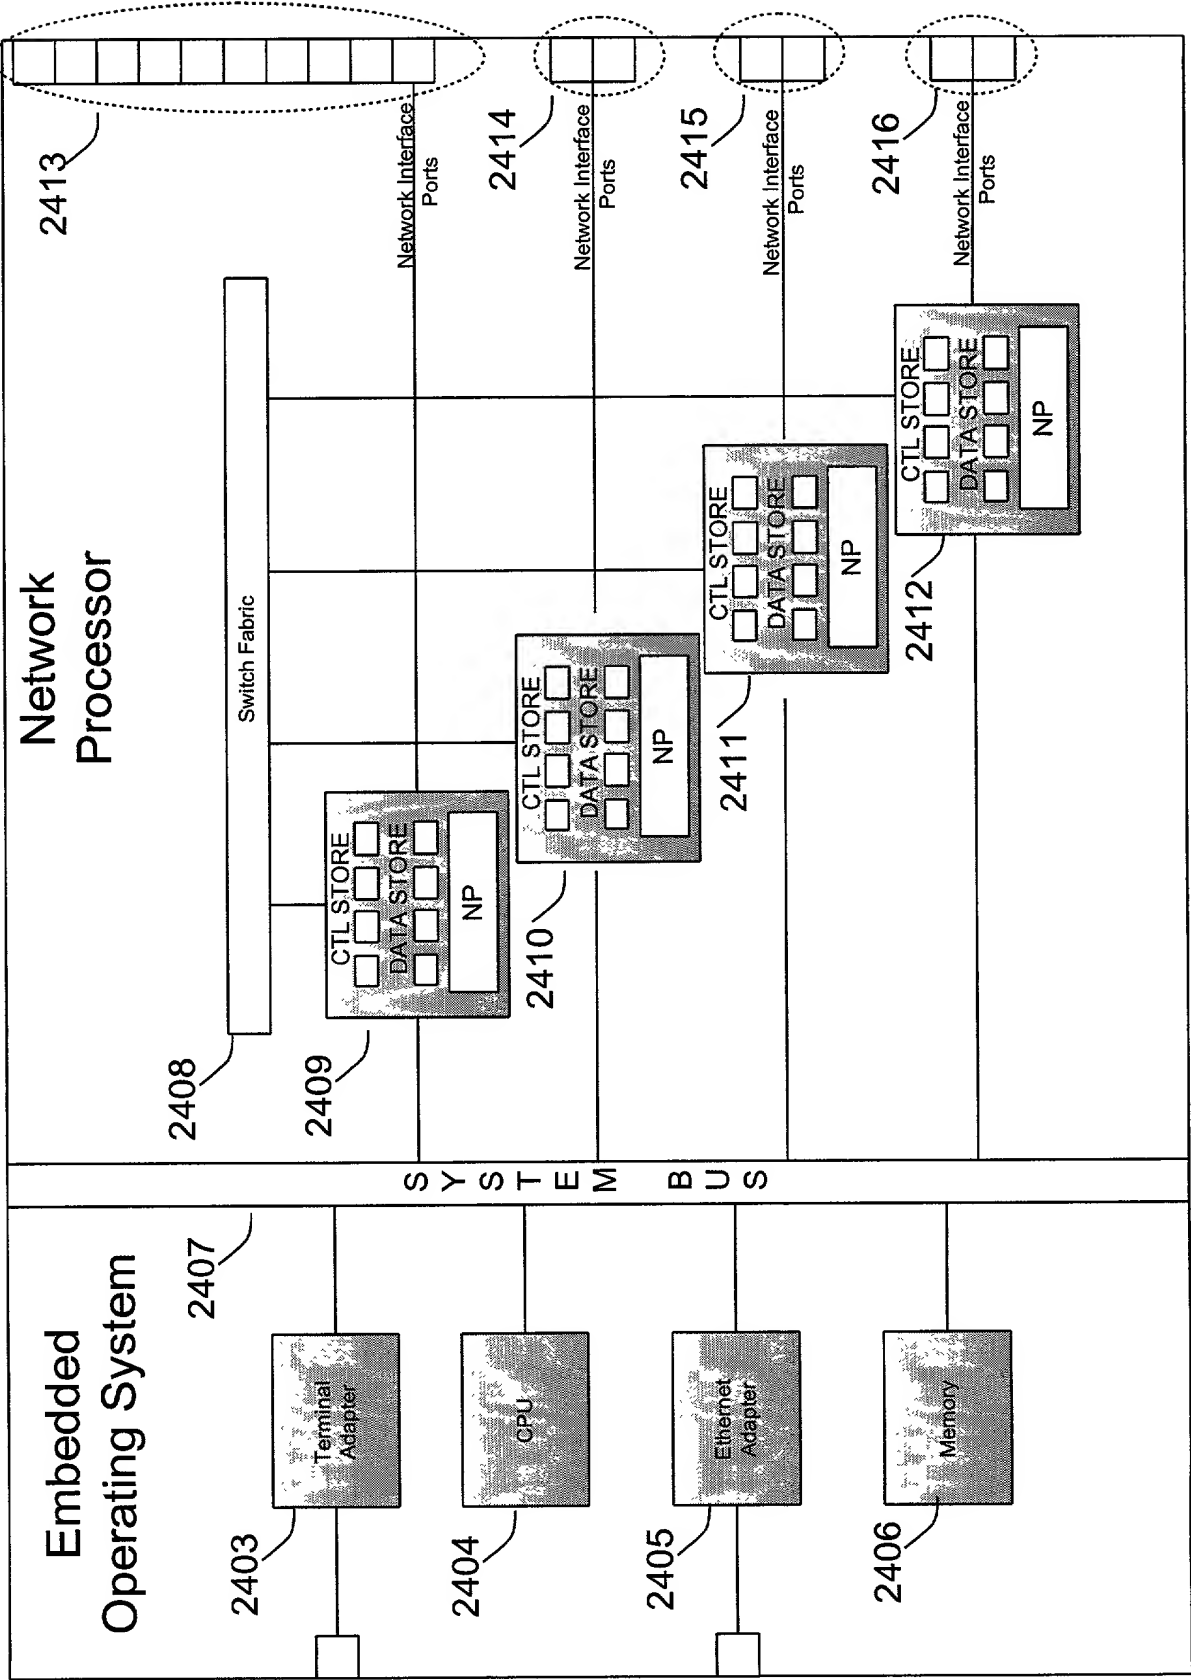 Embedded
Operating System
2403
Terminal
Adapter
2404
CPU
2405
Ethernet
Adapter
2406
Memory
2407
SYSTEM BUS
Network
Processor
2408
Switch Fabric
2409
CTL STORE
DATA STORE
NP
2410
CTL STORE
DATA STORE
NP
2411
CTL STORE
DATA STORE
NP
2412
CTL STORE
DATA STORE
NP
2413
Network Interface
Ports
2414
Network Interface
Ports
2415
Network Interface
Ports
2416
Network Interface
Ports